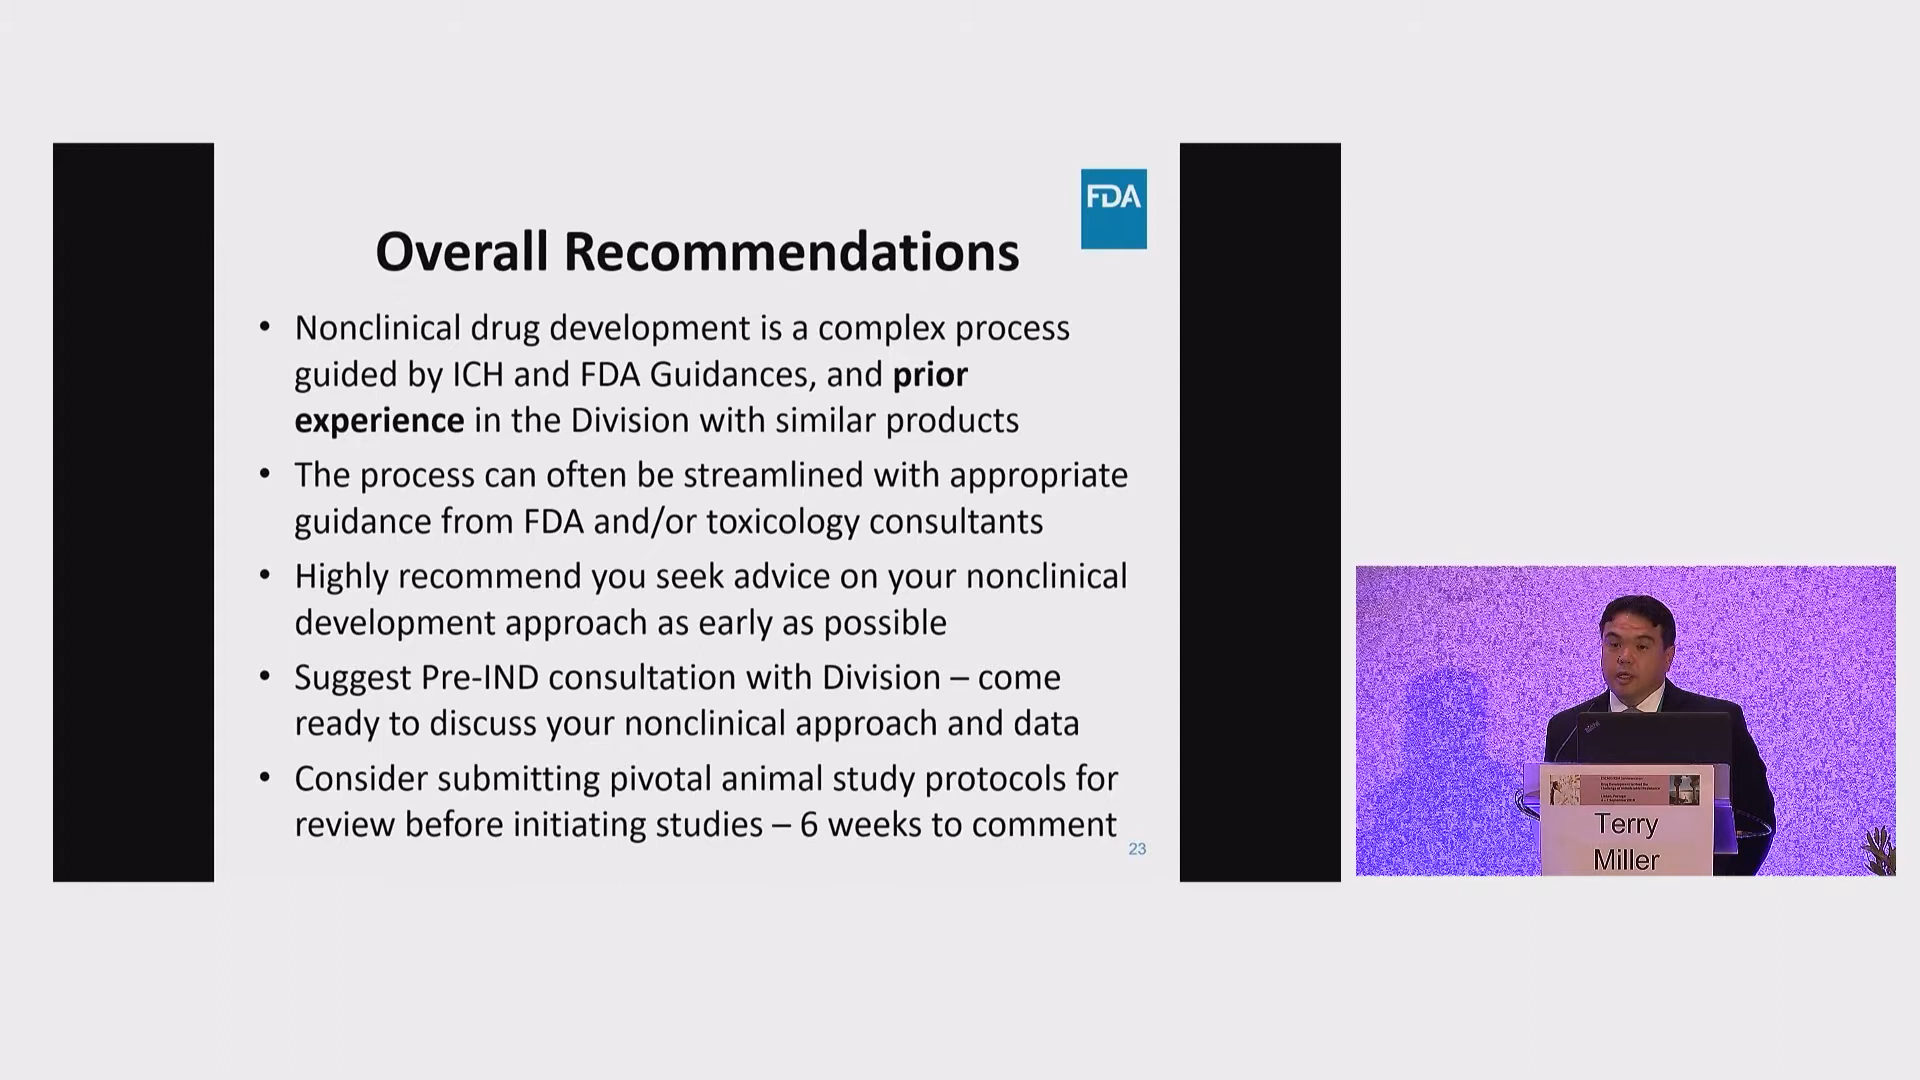 FDA
Overall Recommendations
• Nonclinical drug development is a complex process
guided by ICH and FDA Guidances, and prior
experience in the Division with similar products
• The process can often be streamlined with appropriate
guidance from FDA and/or toxicology consultants
• Highly recommend you seek advice on your nonclinical
development approach as early as possible
• Suggest Pre-IND consultation with Division – come
ready to discuss your nonclinical approach and data
• Consider submitting pivotal animal study protocols for
review before initiating studies – 6 weeks to comment
23
Terry
Miller